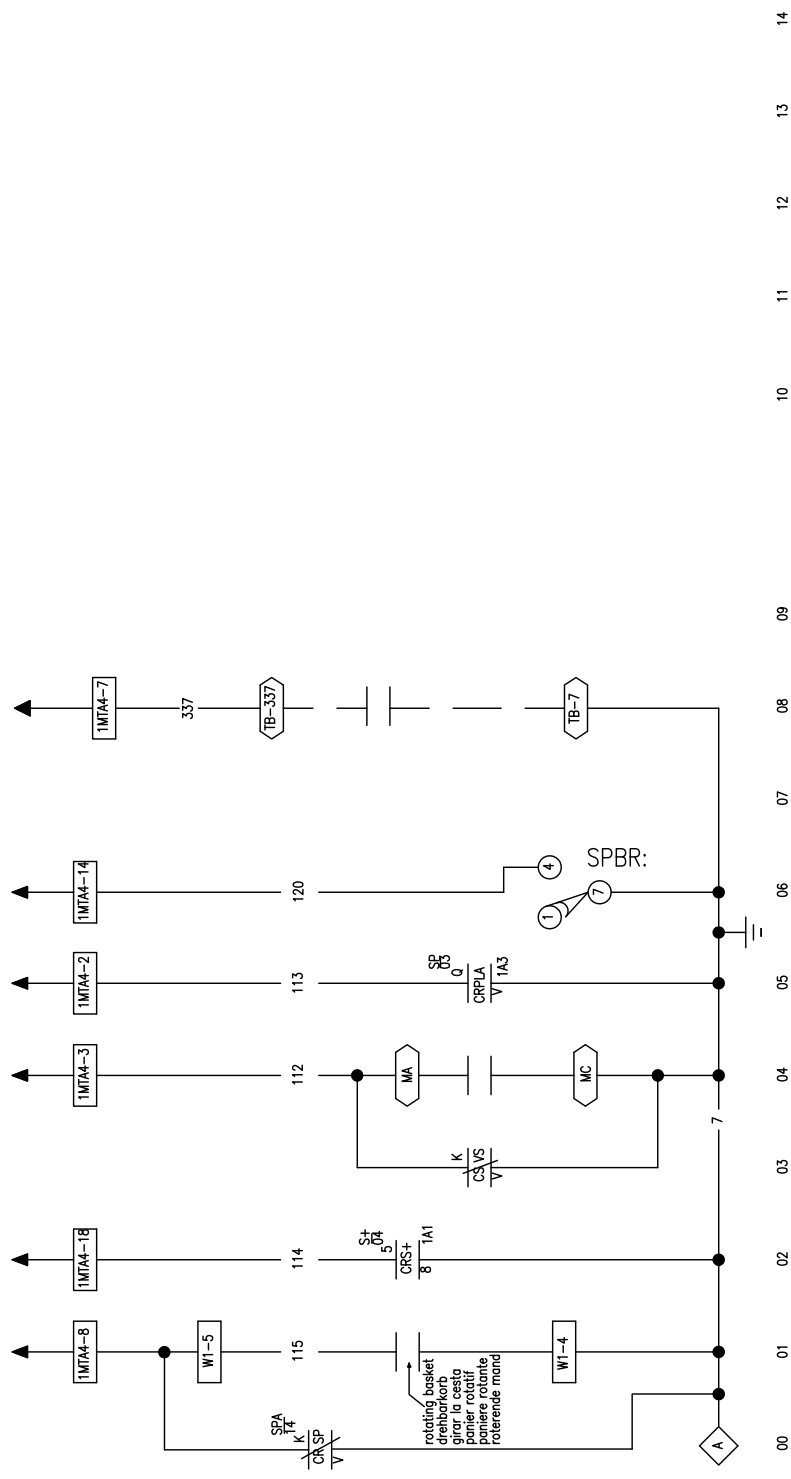 1MTA4-8
1MTA4-18
1MTA4-3
1MTA4-2
1MTA4-14
1MTA4-7
337
W1-5
TB-337
115
114
112
113
120
SPA
14
K
CR SP
V
S+
04
5
CRS+
8
1A1
MA
SP
03
Q
CRPLA
V
1A3
K
CS VS
V
rotating basket
drehbarkorb
girar la cesta
panier rotatif
paniere rotante
roterende mand
W1-4
MC
TB-7
1
4
7
SPBR:
7
A
00
01
02
03
04
05
06
07
08
09
10
11
12
13
14